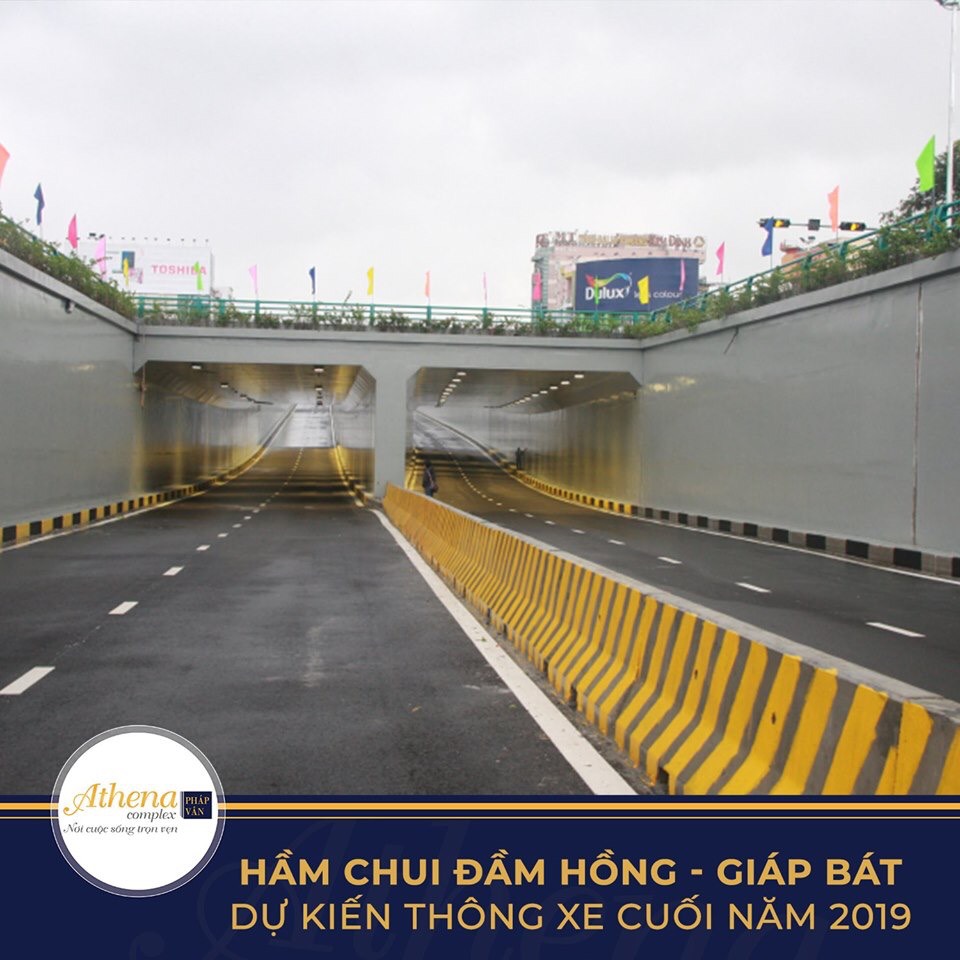 TOSHIBA
Dulux
let's colour
Athena
complex
PHÁP
VÂN
Nơi cuộc sống trọn vẹn
HẦM CHUI ĐẦM HỒNG - GIÁP BÁT
DỰ KIẾN THÔNG XE CUỐI NĂM 2019